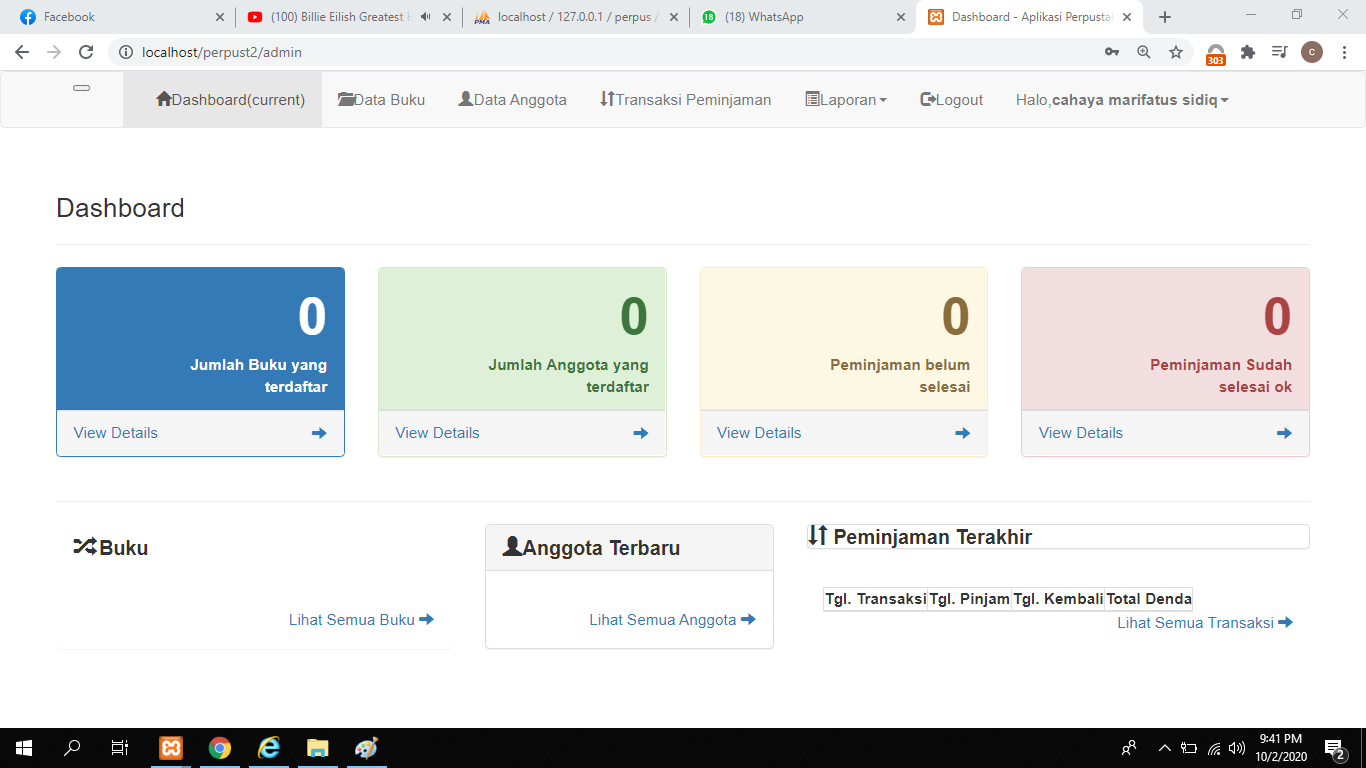 Facebook
(100) Billie Eilish Greatest H
localhost / 127.0.0.1 / perpus /
(18) WhatsApp
Dashboard - Aplikasi Perpusta
localhost/perpust2/admin
303
c
Dashboard(current)
Data Buku
Data Anggota
Transaksi Peminjaman
Laporan
Logout
Halo,cahaya marifatus sidiq
Dashboard
0
Jumlah Buku yang
terdaftar
View Details
0
Jumlah Anggota yang
terdaftar
View Details
0
Peminjaman belum
selesai
View Details
0
Peminjaman Sudah
selesai ok
View Details
Buku
Lihat Semua Buku
Anggota Terbaru
Lihat Semua Anggota
Peminjaman Terakhir
Tgl. Transaksi Tgl. Pinjam Tgl. Kembali Total Denda
Lihat Semua Transaksi
9:41 PM
10/2/2020
2